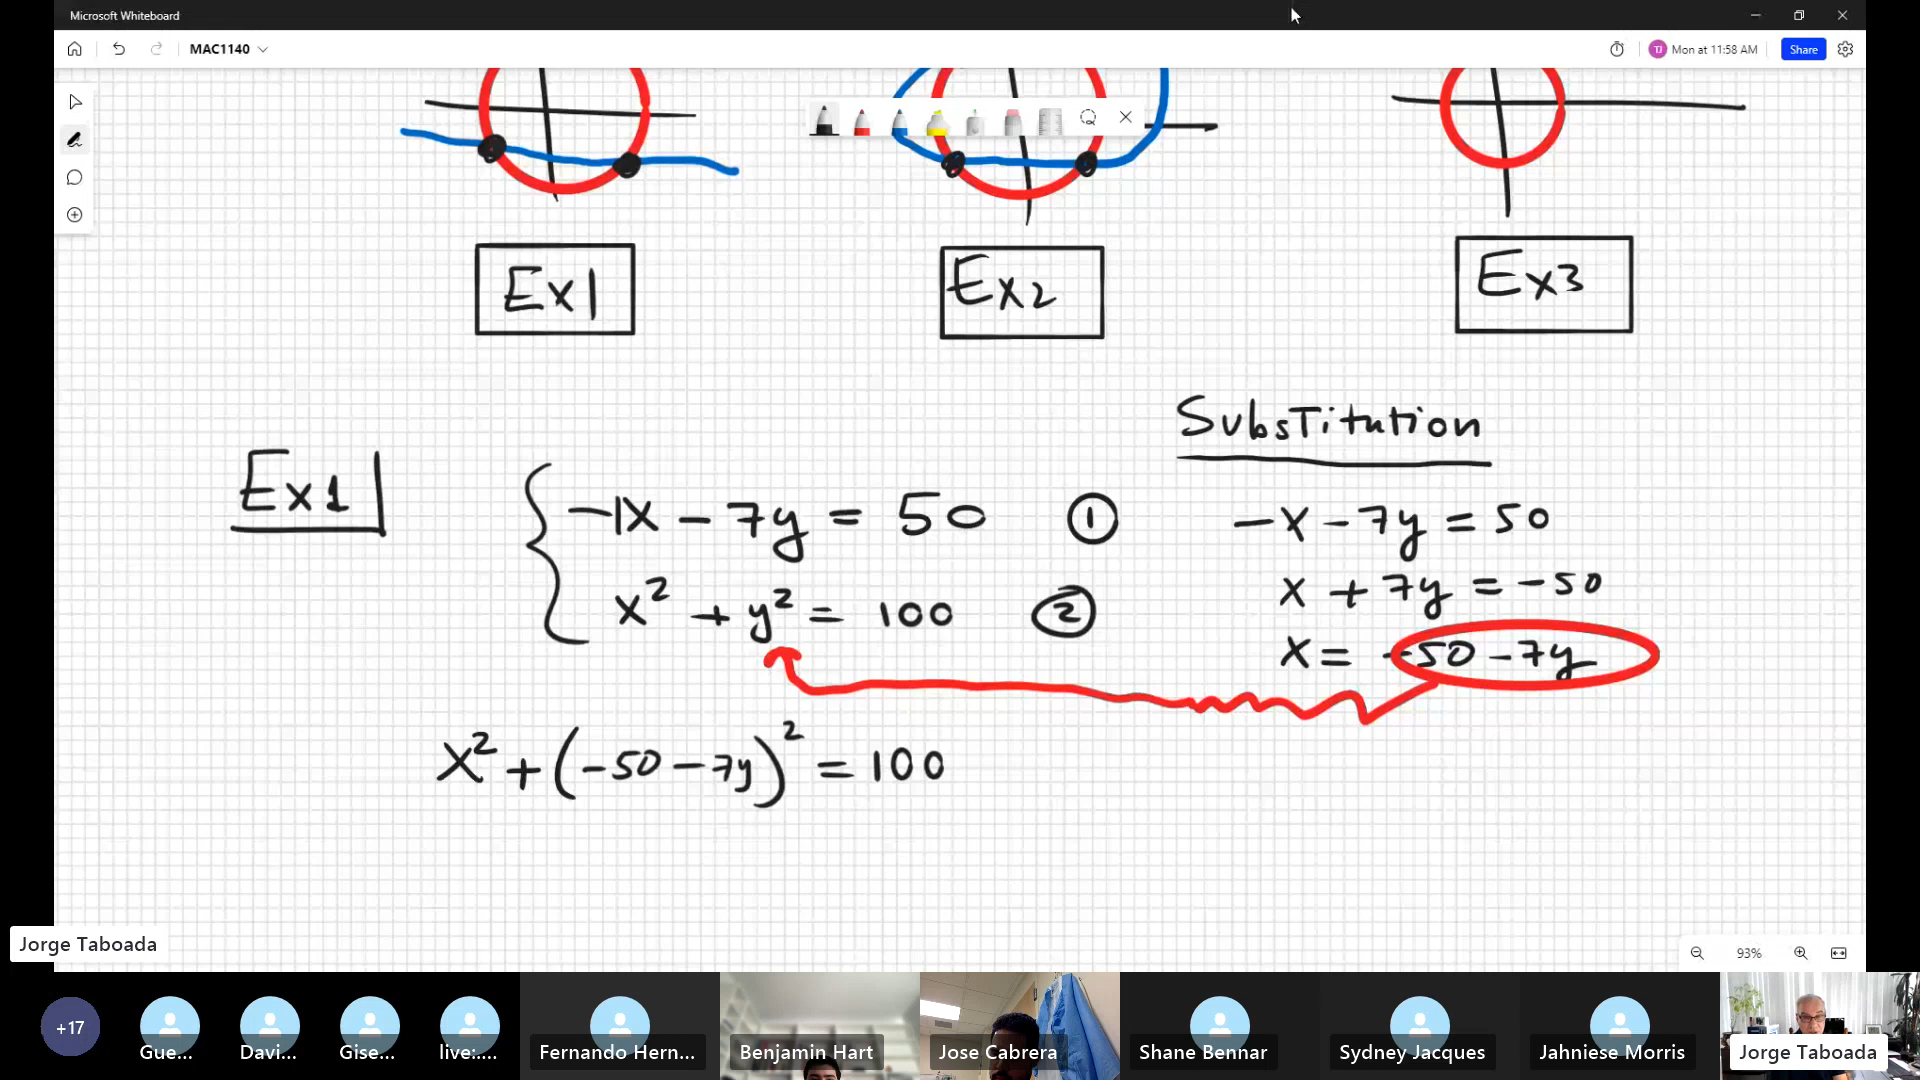 Microsoft Whiteboard
MAC1140
TJ Mon at 11:58 AM Share
Ex1
Ex2
Ex3
Substitution
Ex1
-1x - 7y = 50 ①
x² + y² = 100 ②
-x - 7y = 50
x + 7y = -50
x = -50 - 7y
x² + (-50 - 7y)² = 100
Jorge Taboada
93%
+17
Gue...
Davi...
Gise...
live:....
Fernando Hern...
Benjamin Hart
Jose Cabrera
Shane Bennar
Sydney Jacques
Jahniese Morris
Jorge Taboada